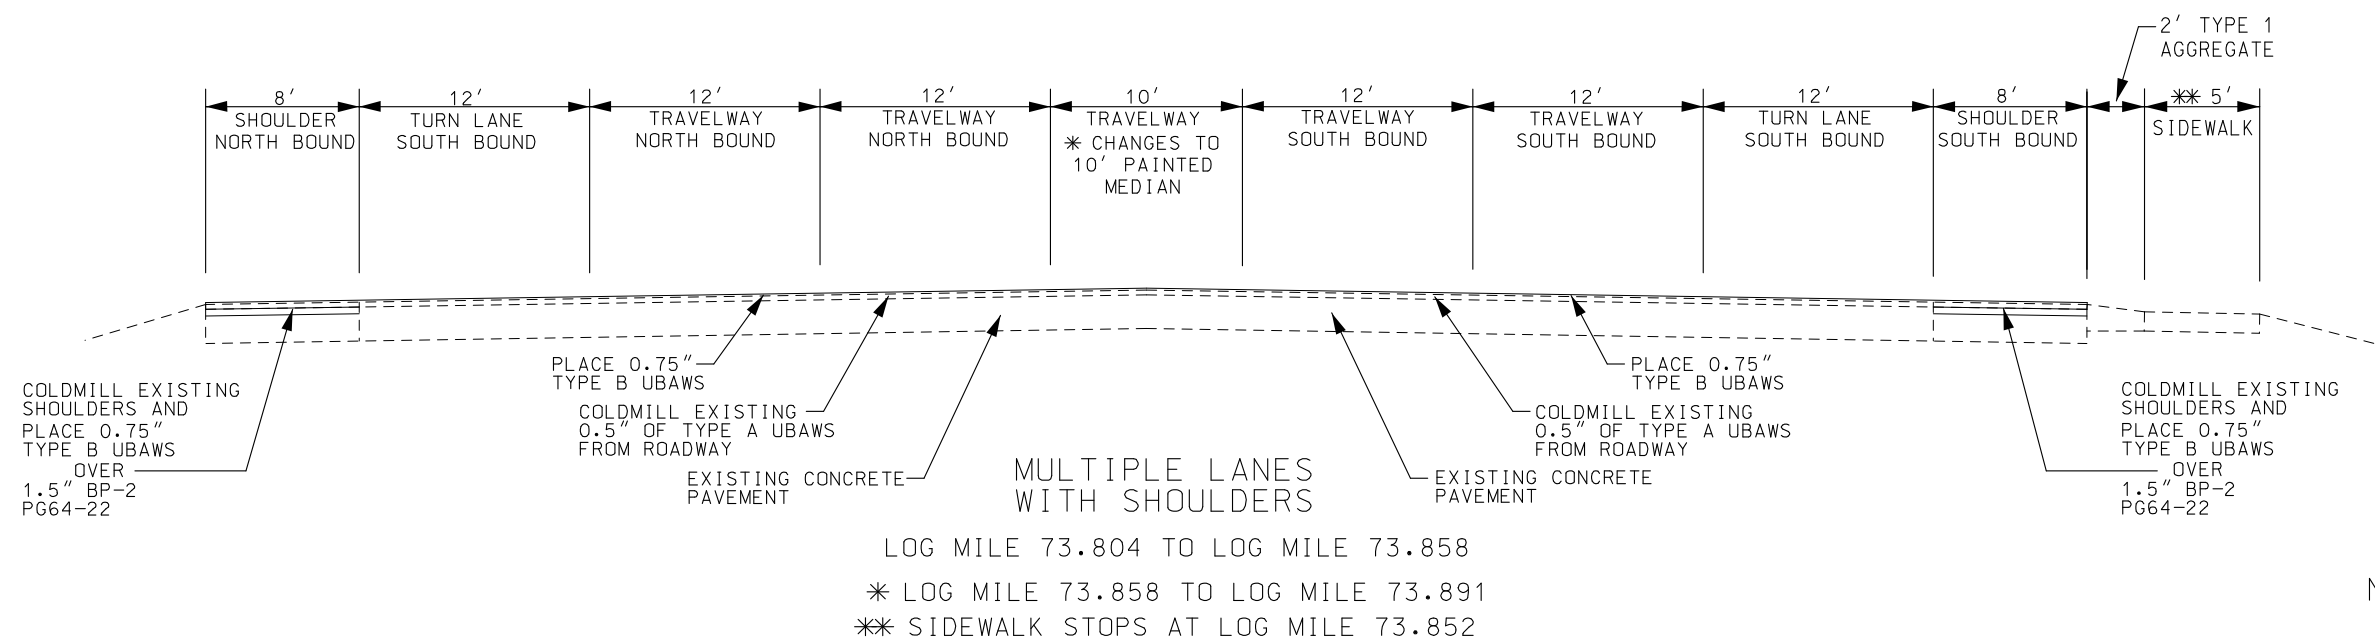 2' TYPE 1
AGGREGATE
8'
SHOULDER
NORTH BOUND
12'
TURN LANE
SOUTH BOUND
12'
TRAVELWAY
NORTH BOUND
12'
TRAVELWAY
NORTH BOUND
10'
TRAVELWAY
* CHANGES TO
10' PAINTED
MEDIAN
12'
TRAVELWAY
SOUTH BOUND
12'
TRAVELWAY
SOUTH BOUND
12'
TURN LANE
SOUTH BOUND
8'
SHOULDER
SOUTH BOUND
** 5'
SIDEWALK
COLDMILL EXISTING
SHOULDERS AND
PLACE 0.75"
TYPE B UBAWS
OVER
1.5" BP-2
PG64-22
PLACE 0.75"
TYPE B UBAWS
COLDMILL EXISTING
0.5" OF TYPE A UBAWS
FROM ROADWAY
EXISTING CONCRETE
PAVEMENT
PLACE 0.75"
TYPE B UBAWS
COLDMILL EXISTING
0.5" OF TYPE A UBAWS
FROM ROADWAY
EXISTING CONCRETE
PAVEMENT
COLDMILL EXISTING
SHOULDERS AND
PLACE 0.75"
TYPE B UBAWS
OVER
1.5" BP-2
PG64-22
MULTIPLE LANES
WITH SHOULDERS
LOG MILE 73.804 TO LOG MILE 73.858
* LOG MILE 73.858 TO LOG MILE 73.891
** SIDEWALK STOPS AT LOG MILE 73.852